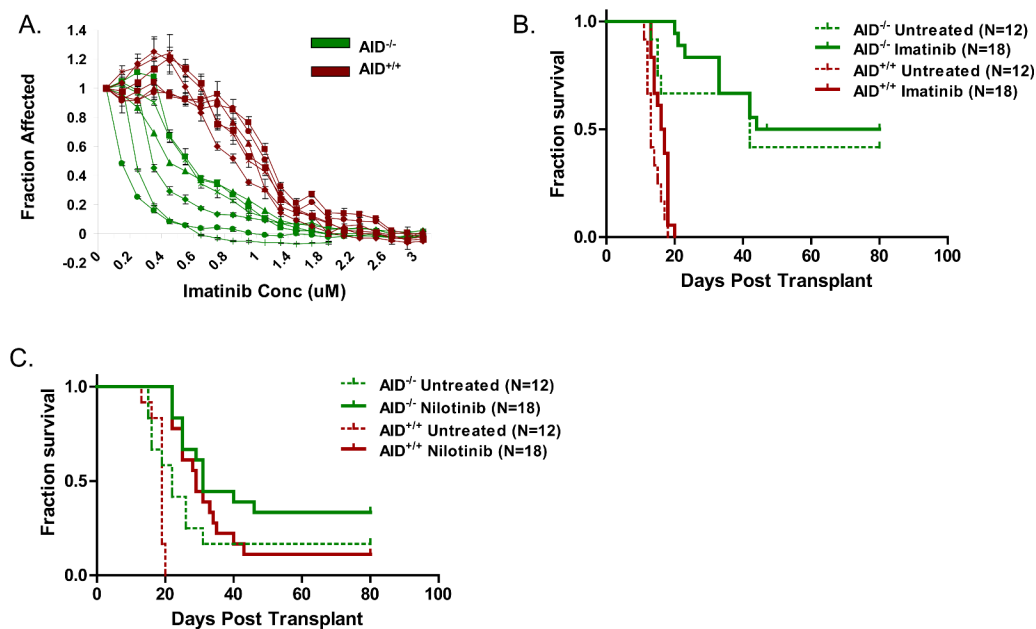 A.
1.4
1.2
1
0.8
0.6
0.4
0.2
0
-0.2
Fraction Affected
0
0.2
0.4
0.6
0.8
1
1.4
1.8
2.2
2.6
3
Imatinib Conc (uM)
AID-/-
AID+/+
B.
1.0
0.5
0.0
Fraction survival
0 20 40 60 80 100
Days Post Transplant
AID-/- Untreated (N=12)
AID-/- Imatinib (N=18)
AID+/+ Untreated (N=12)
AID+/+ Imatinib (N=18)
C.
1.0
0.5
0.0
Fraction survival
0 20 40 60 80 100
Days Post Transplant
AID-/- Untreated (N=12)
AID-/- Nilotinib (N=18)
AID+/+ Untreated (N=12)
AID+/+ Nilotinib (N=18)